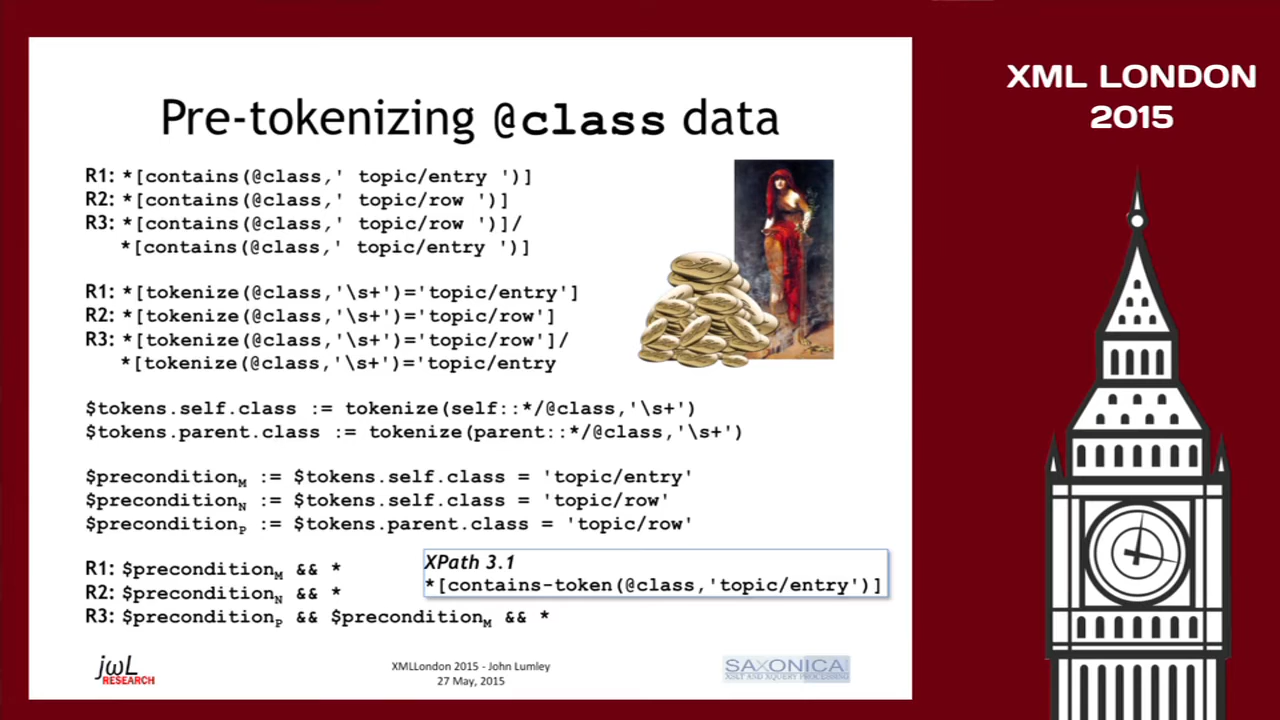 Pre-tokenizing @class data
R1: *[contains(@class,' topic/entry ')]
R2: *[contains(@class,' topic/row ')]
R3: *[contains(@class,' topic/row ')]/
*[contains(@class,' topic/entry ')]
R1: *[tokenize(@class,'\s+')='topic/entry']
R2: *[tokenize(@class,'\s+')='topic/row']
R3: *[tokenize(@class,'\s+')='topic/row']/
*[tokenize(@class,'\s+')='topic/entry
$tokens.self.class := tokenize(self::*/@class,'\s+')
$tokens.parent.class := tokenize(parent::*/@class,'\s+')
$preconditionM := $tokens.self.class = 'topic/entry'
$preconditionN := $tokens.self.class = 'topic/row'
$preconditionP := $tokens.parent.class = 'topic/row'
R1: $preconditionM && *
R2: $preconditionN && *
R3: $preconditionP && $preconditionM && *
XPath 3.1
*[contains-token(@class,'topic/entry')]
jwL
RESEARCH
XMLLondon 2015 - John Lumley
27 May, 2015
SAXONICA
XSLT AND XQUERY PROCESSING
XML LONDON
2015